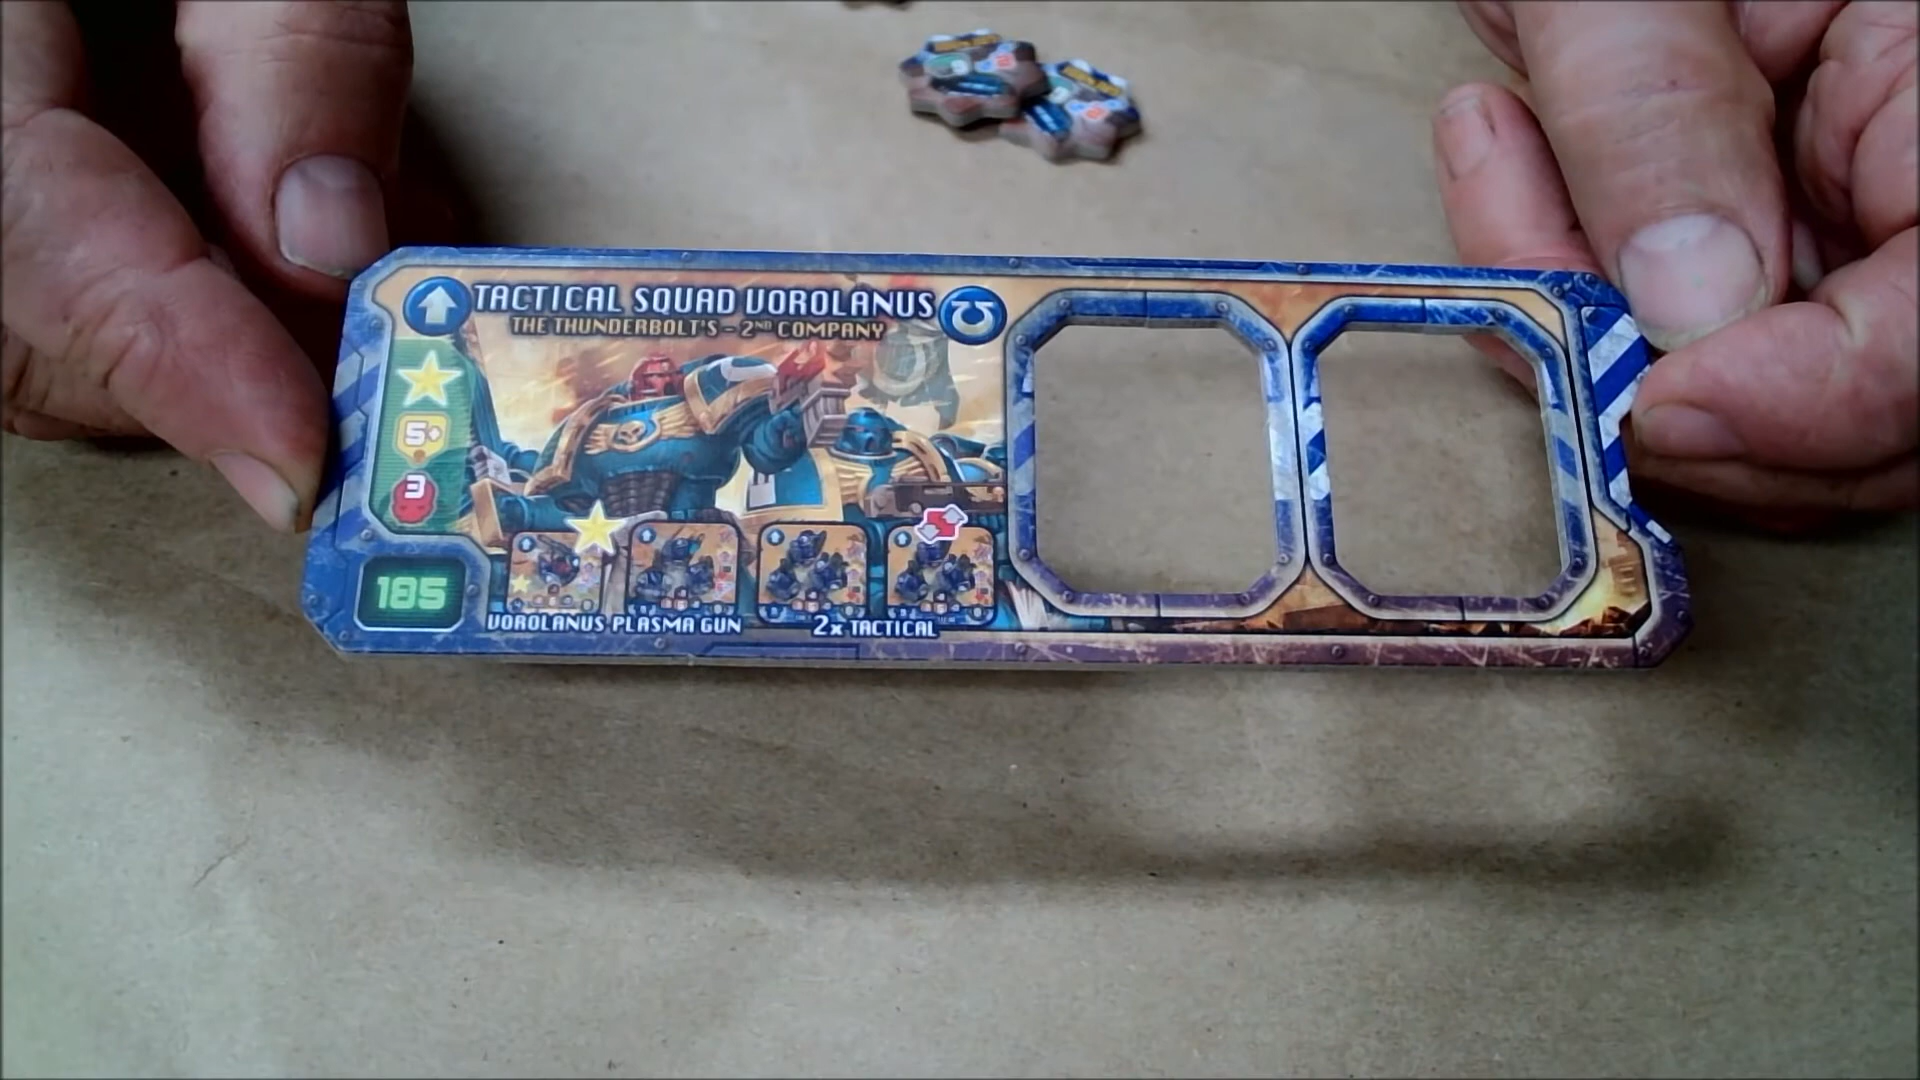 TACTICAL SQUAD VOROLANUS
THE THUNDERBOLT'S - 2ND COMPANY
5+
3
185
VOROLANUS PLASMA GUN
2x TACTICAL